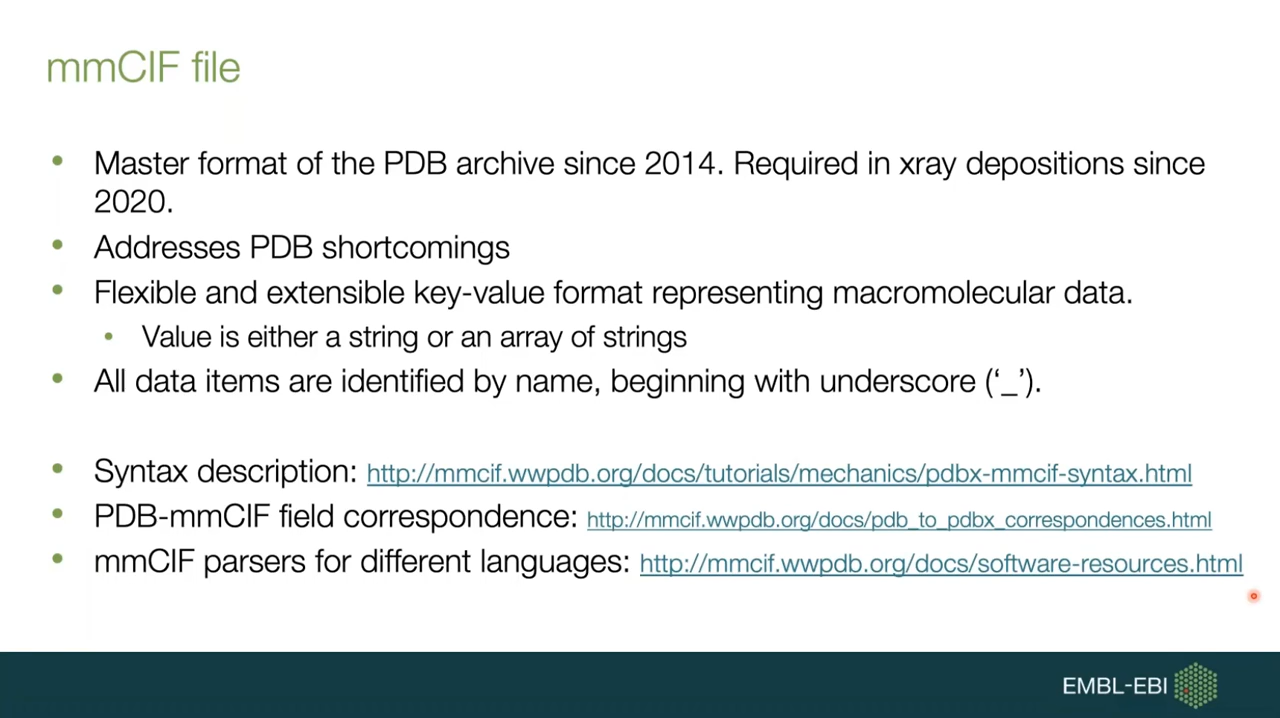 mmCIF file
• Master format of the PDB archive since 2014. Required in xray depositions since
2020.
• Addresses PDB shortcomings
• Flexible and extensible key-value format representing macromolecular data.
• Value is either a string or an array of strings
• All data items are identified by name, beginning with underscore (‘_’).
• Syntax description: http://mmcif.wwpdb.org/docs/tutorials/mechanics/pdbx-mmcif-syntax.html
• PDB-mmCIF field correspondence: http://mmcif.wwpdb.org/docs/pdb_to_pdbx_correspondences.html
• mmCIF parsers for different languages: http://mmcif.wwpdb.org/docs/software-resources.html
EMBL-EBI